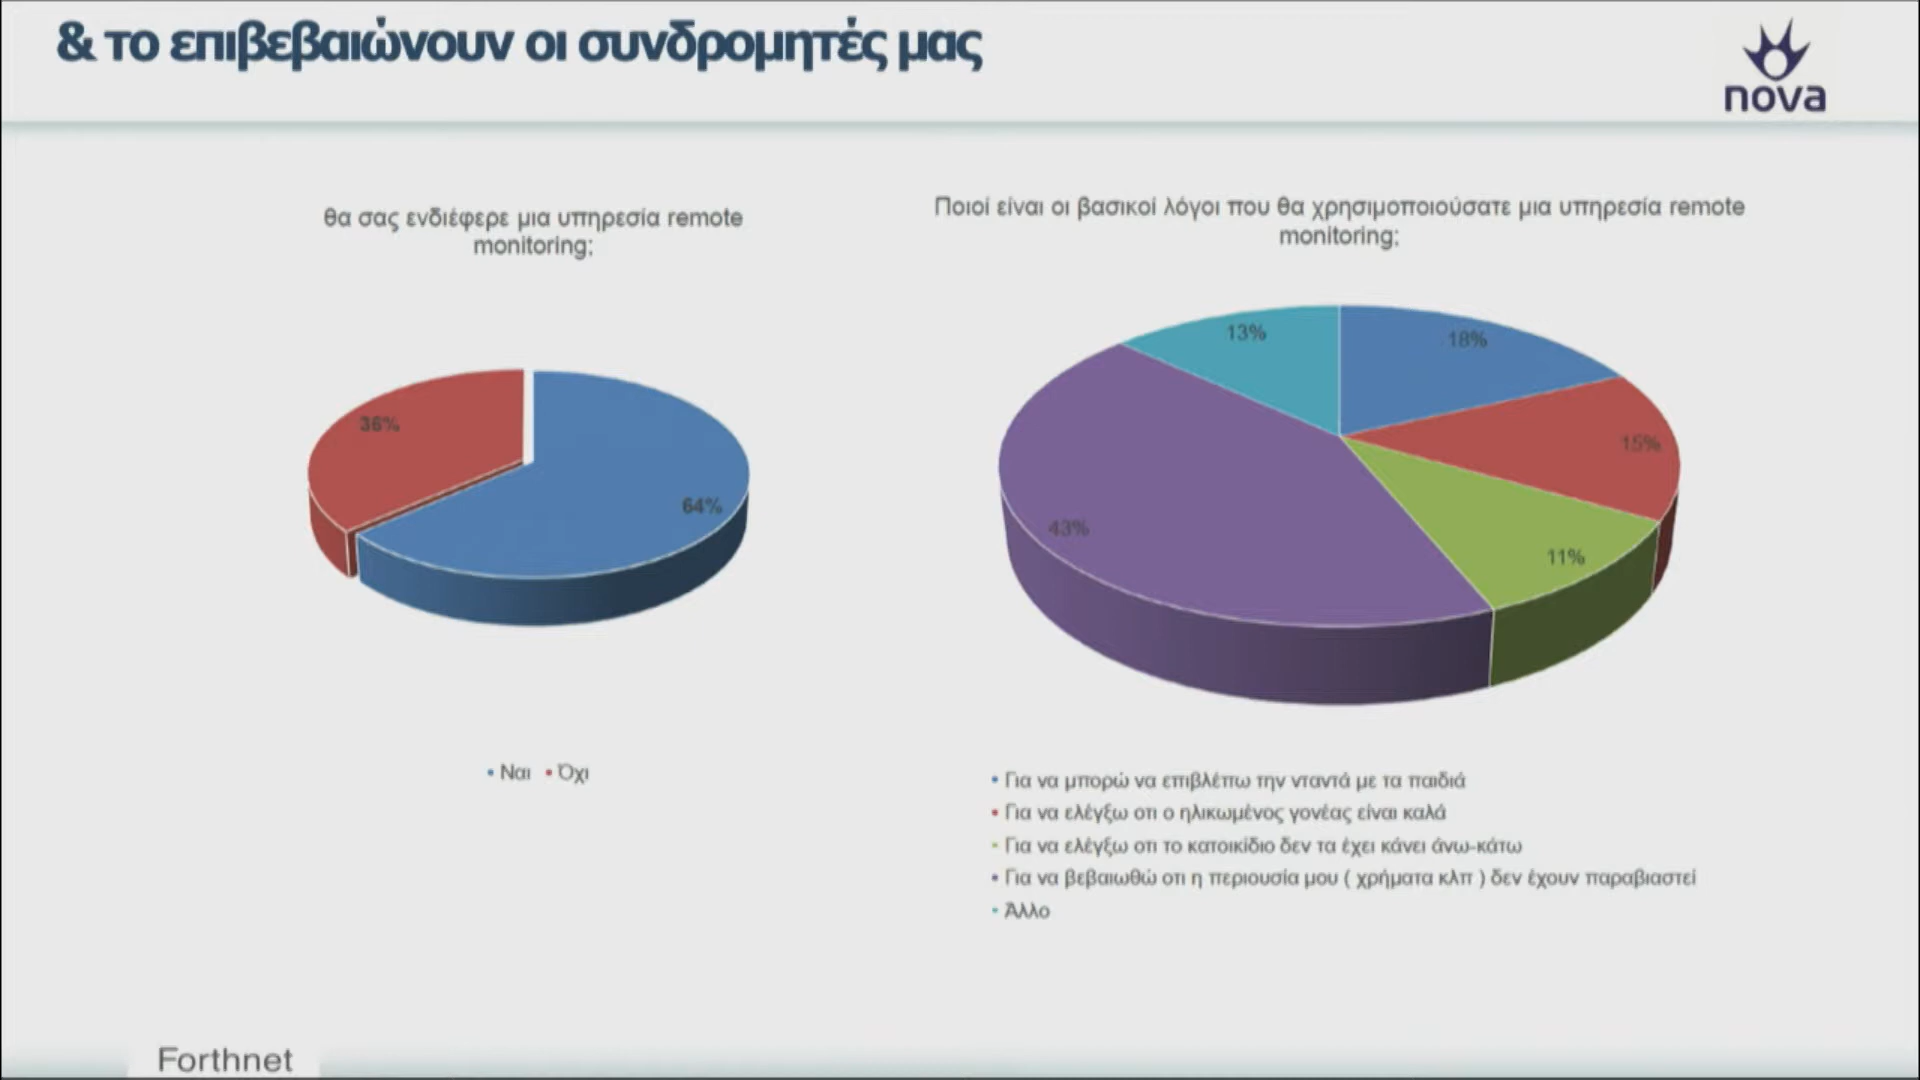 & το επιβεβαιώνουν οι συνδρομητές μας
nova
θα σας ενδιέφερε μια υπηρεσία remote
monitoring;
36%
64%
• Ναι • Όχι
Ποιοί είναι οι βασικοί λόγοι που θα χρησιμοποιούσατε μια υπηρεσία remote
monitoring;
13%
18%
15%
43%
11%
• Για να μπορώ να επιβλέπω την νταντά με τα παιδιά
• Για να ελέγξω οτι ο ηλικωμένος γονέας είναι καλά
• Για να ελέγξω οτι το κατοικίδιο δεν τα έχει κάνει άνω-κάτω
• Για να βεβαιωθώ οτι η περιουσία μου ( χρήματα κλπ ) δεν έχουν παραβιαστεί
• Άλλο
Forthnet